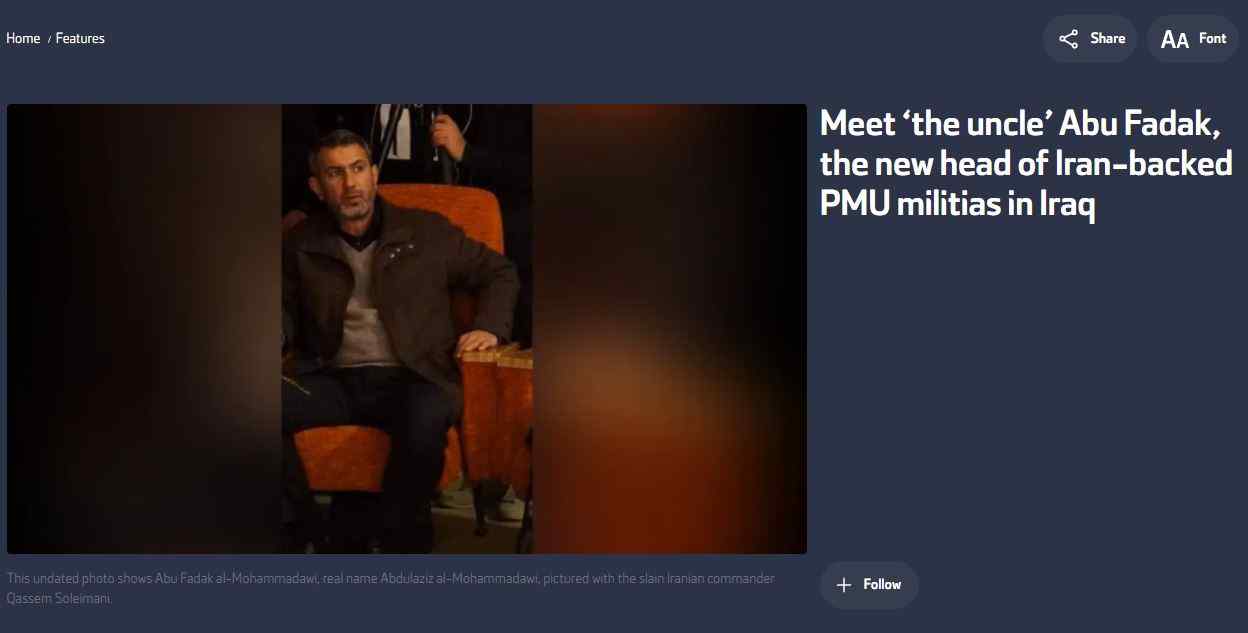 Home / Features
Share
AA Font
Meet ‘the uncle’ Abu Fadak,
the new head of Iran-backed
PMU militias in Iraq
This undated photo shows Abu Fadak al-Mohammadawi, real name Abdulaziz al-Mohammadawi, pictured with the slain Iranian commander
Qassem Soleimani.
+ Follow